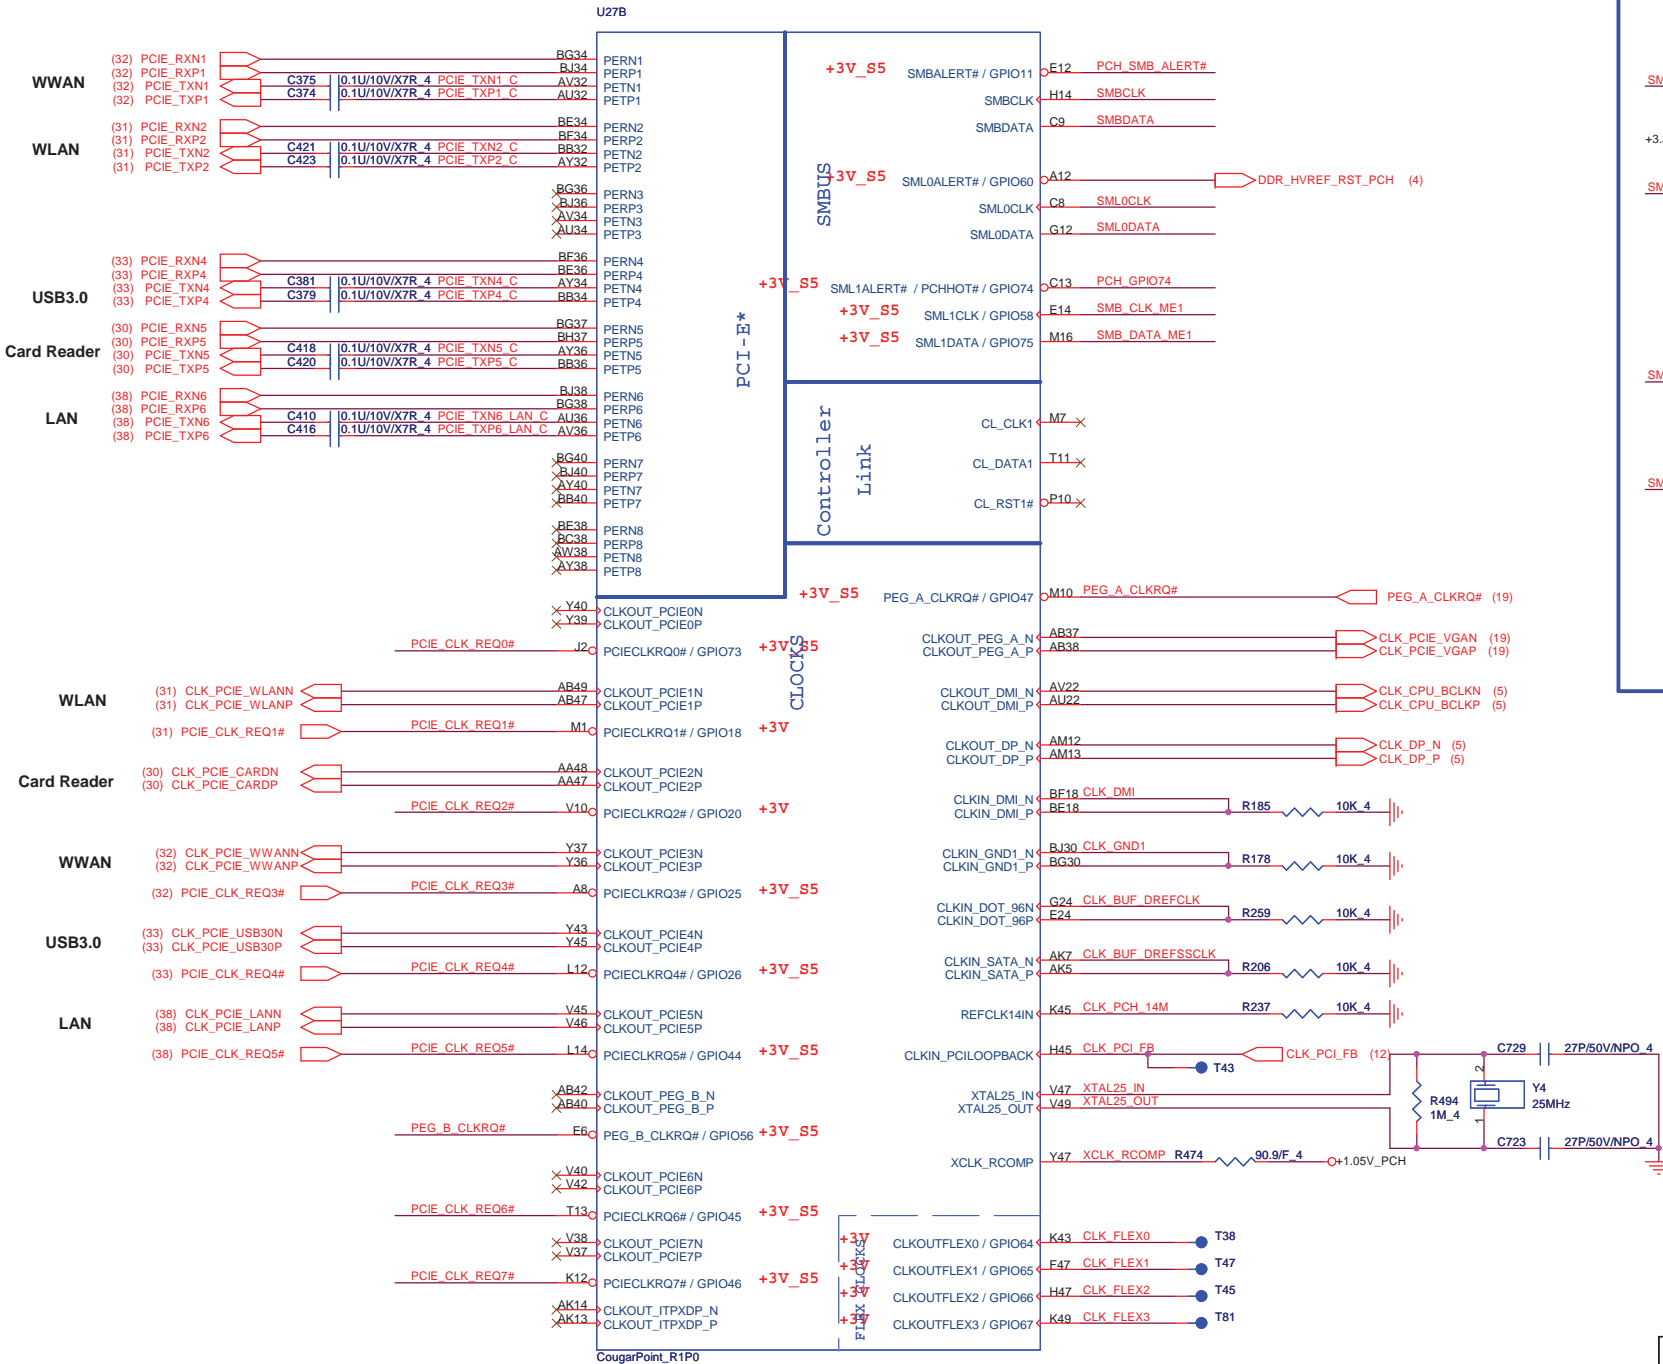 U27B
WWAN
(32) PCIE_RXN1 BG34 PERN1
(32) PCIE_RXP1 BJ34 PERP1
(32) PCIE_TXN1 C375 0.1U/10V/X7R_4 PCIE_TXN1_C AV32 PETN1
(32) PCIE_TXP1 C374 0.1U/10V/X7R_4 PCIE_TXP1_C AU32 PETP1
WLAN
(31) PCIE_RXN2 BE34 PERN2
(31) PCIE_RXP2 BF34 PERP2
(31) PCIE_TXN2 C421 0.1U/10V/X7R_4 PCIE_TXN2_C BB32 PETN2
(31) PCIE_TXP2 C423 0.1U/10V/X7R_4 PCIE_TXP2_C AY32 PETP2
BG36 PERN3
BJ36 PERP3
AV34 PETN3
AU34 PETP3
USB3.0
(33) PCIE_RXN4 BF36 PERN4
(33) PCIE_RXP4 BE36 PERP4
(33) PCIE_TXN4 C381 0.1U/10V/X7R_4 PCIE_TXN4_C AY34 PETN4
(33) PCIE_TXP4 C379 0.1U/10V/X7R_4 PCIE_TXP4_C BB34 PETP4
Card Reader
(30) PCIE_RXN5 BG37 PERN5
(30) PCIE_RXP5 BH37 PERP5
(30) PCIE_TXN5 C418 0.1U/10V/X7R_4 PCIE_TXN5_C AY36 PETN5
(30) PCIE_TXP5 C420 0.1U/10V/X7R_4 PCIE_TXP5_C BB36 PETP5
LAN
(38) PCIE_RXN6 BJ38 PERN6
(38) PCIE_RXP6 BG38 PERP6
(38) PCIE_TXN6 C410 0.1U/10V/X7R_4 PCIE_TXN6_LAN_C AU36 PETN6
(38) PCIE_TXP6 C416 0.1U/10V/X7R_4 PCIE_TXP6_LAN_C AV36 PETP6
BG40 PERN7
BJ40 PERP7
AY40 PETN7
BB40 PETP7
BE38 PERN8
BC38 PERP8
AW38 PETN8
AY38 PETP8
PCI-E*
Y40 CLKOUT_PCIE0N
Y39 CLKOUT_PCIE0P
PCIE_CLK_REQ0# J2 PCIECLKRQ0# / GPIO73 +3V_S5
WLAN
(31) CLK_PCIE_WLANN AB49 CLKOUT_PCIE1N
(31) CLK_PCIE_WLANP AB47 CLKOUT_PCIE1P
(31) PCIE_CLK_REQ1# PCIE_CLK_REQ1# M1 PCIECLKRQ1# / GPIO18 +3V
Card Reader
(30) CLK_PCIE_CARDN AA48 CLKOUT_PCIE2N
(30) CLK_PCIE_CARDP AA47 CLKOUT_PCIE2P
PCIE_CLK_REQ2# V10 PCIECLKRQ2# / GPIO20 +3V
WWAN
(32) CLK_PCIE_WWANN Y37 CLKOUT_PCIE3N
(32) CLK_PCIE_WWANP Y36 CLKOUT_PCIE3P
(32) PCIE_CLK_REQ3# PCIE_CLK_REQ3# A8 PCIECLKRQ3# / GPIO25 +3V_S5
USB3.0
(33) CLK_PCIE_USB30N Y43 CLKOUT_PCIE4N
(33) CLK_PCIE_USB30P Y45 CLKOUT_PCIE4P
(33) PCIE_CLK_REQ4# PCIE_CLK_REQ4# L12 PCIECLKRQ4# / GPIO26 +3V_S5
LAN
(38) CLK_PCIE_LANN V45 CLKOUT_PCIE5N
(38) CLK_PCIE_LANP V46 CLKOUT_PCIE5P
(38) PCIE_CLK_REQ5# PCIE_CLK_REQ5# L14 PCIECLKRQ5# / GPIO44 +3V_S5
AB42 CLKOUT_PEG_B_N
AB40 CLKOUT_PEG_B_P
PEG_B_CLKRQ# E6 PEG_B_CLKRQ# / GPIO56 +3V_S5
V40 CLKOUT_PCIE6N
V42 CLKOUT_PCIE6P
PCIE_CLK_REQ6# T13 PCIECLKRQ6# / GPIO45 +3V_S5
V38 CLKOUT_PCIE7N
V37 CLKOUT_PCIE7P
PCIE_CLK_REQ7# K12 PCIECLKRQ7# / GPIO46 +3V_S5
AK14 CLKOUT_ITPXDP_N
AK13 CLKOUT_ITPXDP_P
CougarPoint_R1P0
SMBUS
+3V_S5 SMBALERT# / GPIO11 E12 PCH_SMB_ALERT#
SMBCLK H14 SMBCLK
SMBDATA C9 SMBDATA
+3V_S5 SML0ALERT# / GPIO60 A12 DDR_HVREF_RST_PCH (4)
SML0CLK C8 SML0CLK
SML0DATA G12 SML0DATA
+3V_S5 SML1ALERT# / PCHHOT# / GPIO74 C13 PCH_GPIO74
+3V_S5 SML1CLK / GPIO58 E14 SMB_CLK_ME1
+3V_S5 SML1DATA / GPIO75 M16 SMB_DATA_ME1
Controller
Link
CL_CLK1 M7
CL_DATA1 T11
CL_RST1# P10
CLOCKS
+3V_S5 PEG_A_CLKRQ# / GPIO47 M10 PEG_A_CLKRQ# PEG_A_CLKRQ# (19)
CLKOUT_PEG_A_N AB37 CLK_PCIE_VGAN (19)
CLKOUT_PEG_A_P AB38 CLK_PCIE_VGAP (19)
CLKOUT_DMI_N AV22 CLK_CPU_BCLKN (5)
CLKOUT_DMI_P AU22 CLK_CPU_BCLKP (5)
CLKOUT_DP_N AM12 CLK_DP_N (5)
CLKOUT_DP_P AM13 CLK_DP_P (5)
CLKIN_DMI_N BF18 CLK_DMI
CLKIN_DMI_P BE18 R185 10K_4
CLKIN_GND1_N BJ30 CLK_GND1
CLKIN_GND1_P BG30 R178 10K_4
CLKIN_DOT_96N G24 CLK_BUF_DREFCLK
CLKIN_DOT_96P E24 R259 10K_4
CLKIN_SATA_N AK7 CLK_BUF_DREFSSCLK
CLKIN_SATA_P AK5 R206 10K_4
REFCLK14IN K45 CLK_PCH_14M R237 10K_4
CLKIN_PCILOOPBACK H45 CLK_PCI_FB CLK_PCI_FB (12)
T43
XTAL25_IN V47 XTAL25_IN
XTAL25_OUT V49 XTAL25_OUT
C729 27P/50V/NPO_4
2
R494
1M_4
Y4
25MHz
1
C723 27P/50V/NPO_4
XCLK_RCOMP Y47 XCLK_RCOMP R474 90.9/F_4 +1.05V_PCH
FLEX CLOCKS
+3V CLKOUTFLEX0 / GPIO64 K43 CLK_FLEX0 T38
+3V CLKOUTFLEX1 / GPIO65 F47 CLK_FLEX1 T47
+3V CLKOUTFLEX2 / GPIO66 H47 CLK_FLEX2 T45
+3V CLKOUTFLEX3 / GPIO67 K49 CLK_FLEX3 T81
SM
+3.
SM
SM
SM